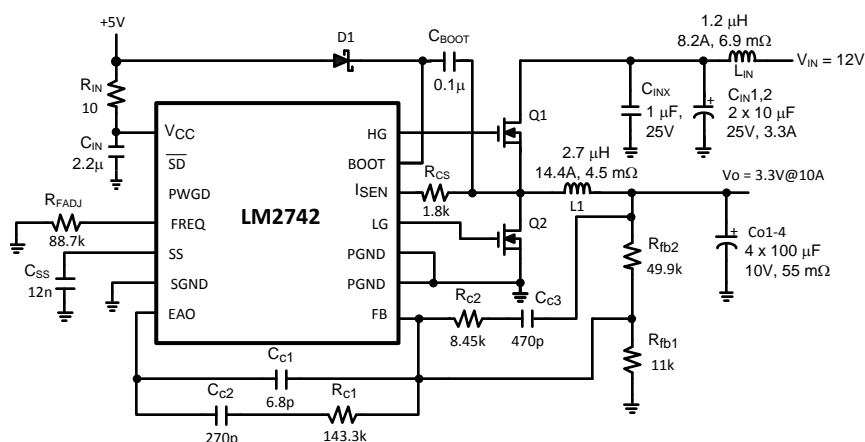 +5V
D1
CBOOT
0.1µ
1.2 µH
8.2A, 6.9 mΩ
LIN
VIN = 12V
RIN
10
CIN
2.2µ
CINX
1 µF,
25V
CIN1,2
2 x 10 µF
25V, 3.3A
+
Q1
LM2742
VCC
SD
PWGD
FREQ
SS
SGND
EAO
HG
BOOT
ISEN
LG
PGND
PGND
FB
RFADJ
88.7k
CSS
12n
RCS
1.8k
2.7 µH
14.4A, 4.5 mΩ
L1
Vo = 3.3V@10A
Q2
+
Co1-4
4 x 100 µF
10V, 55 mΩ
Rfb2
49.9k
Rc2
8.45k
Cc3
470p
Rfb1
11k
Cc1
6.8p
Cc2
270p
Rc1
143.3k